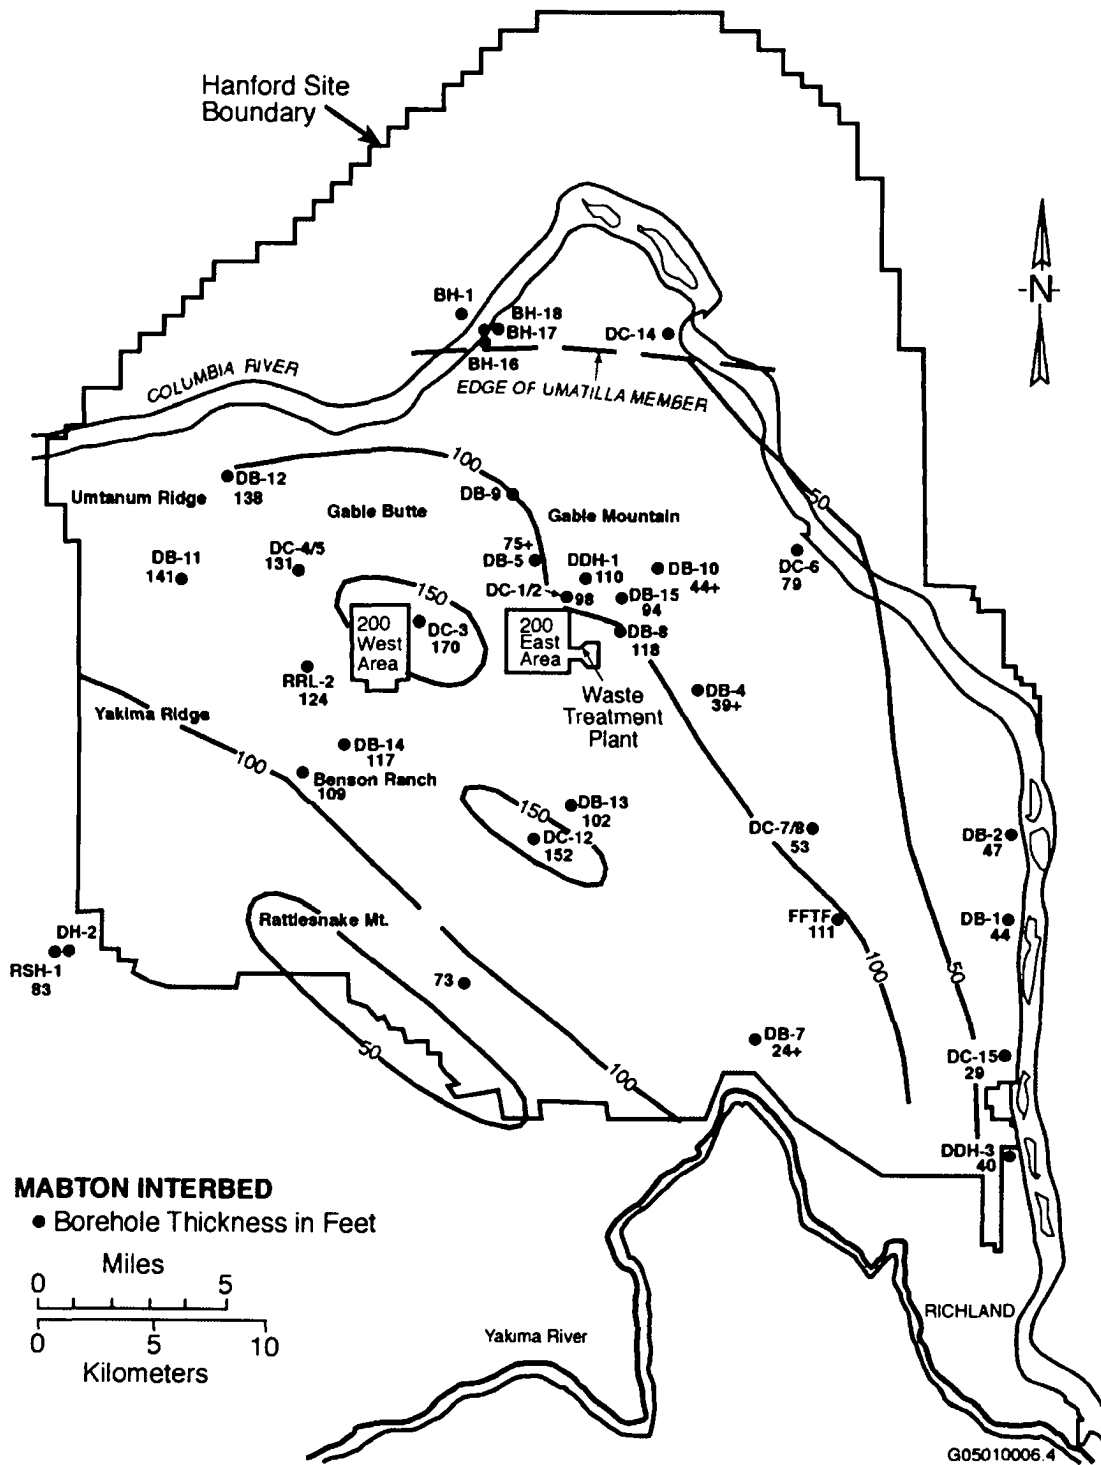 Hanford Site
Boundary
N
BH-1
BH-18
BH-17
DC-14
BH-16
COLUMBIA RIVER
EDGE OF UMATILLA MEMBER
100
DB-12
138
Umtanum Ridge
DB-9
50
Gable Butte
Gable Mountain
75+
DB-5
DC-4/5
131
DB-11
141
DDH-1
110
DB-10
44+
DC-6
79
150
DC-1/2
98
DB-15
94
200
West
Area
DC-3
170
200
East
Area
DB-8
118
RRL-2
124
Waste
Treatment
Plant
DB-4
39+
Yakima Ridge
100
DB-14
117
Benson Ranch
109
150
DB-13
102
DC-12
152
DC-7/8
53
DB-2
47
Rattlesnake Mt.
FFTF
111
DB-1
44
DH-2
RSH-1
83
73
100
50
50
DB-7
24+
DC-15
29
100
DDH-3
40
MABTON INTERBED
Borehole Thickness in Feet
Miles
0 5
0 5 10
Kilometers
RICHLAND
Yakima River
G05010006.4